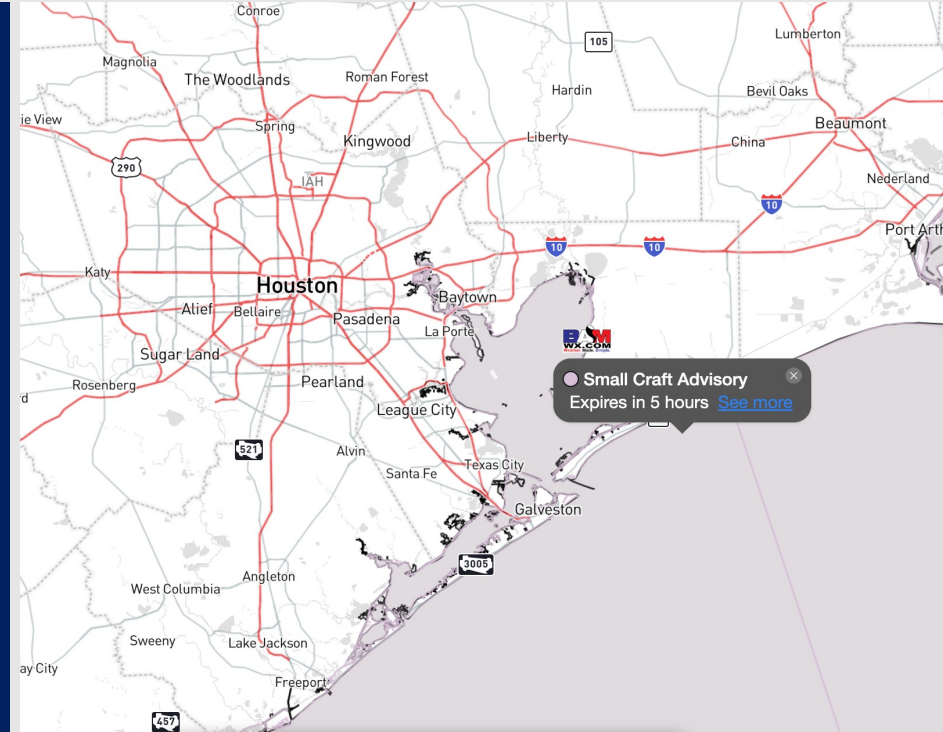 Conroe
105
Lumberton
Magnolia
The Woodlands
Roman Forest
Hardin
Bevil Oaks
ie View
Spring
Kingwood
Liberty
China
Beaumont
290
IAH
Nederland
10
10
10
Port Arth
Katy
Houston
Baytown
Alief
Bellaire
Pasadena
La Porte
BAM
WX.COM
Sugar Land
Small Craft Advisory
Expires in 5 hours See more
Rosenberg
Pearland
League City
521
Alvin
Texas City
Santa Fe
Galveston
3005
Angleton
West Columbia
Sweeny
Lake Jackson
ay City
Freeport
457